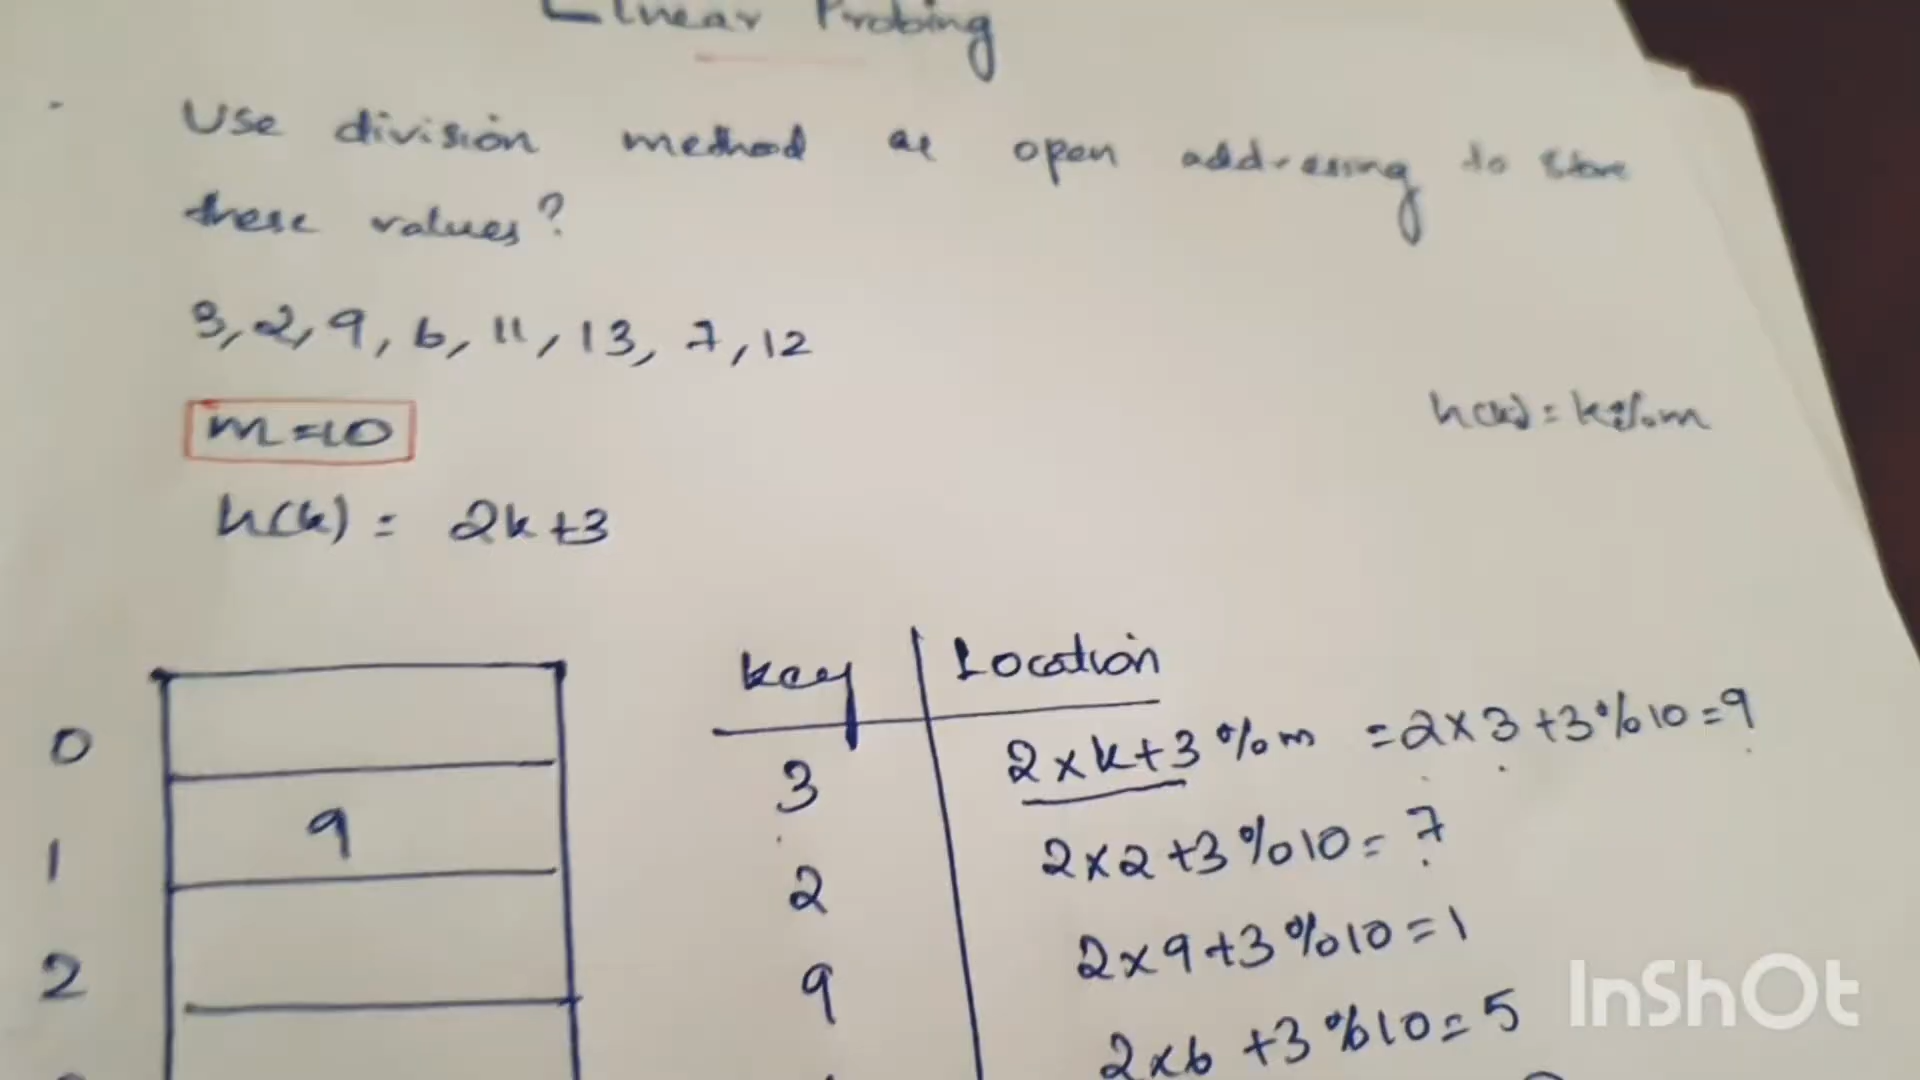 Linear Probing
Use division method as open addressing to store
these values?
3, 2, 9, 6, 11, 13, 7, 12
m=10
h(k) = k%m
h(k) = 2k+3
key Location
0
3 2xk+3%m =2x3+3%10=9
1 9
2 2x2+3%10= 7
2
9 2x9+3%10=1
2x6 +3%10=5
InShOt